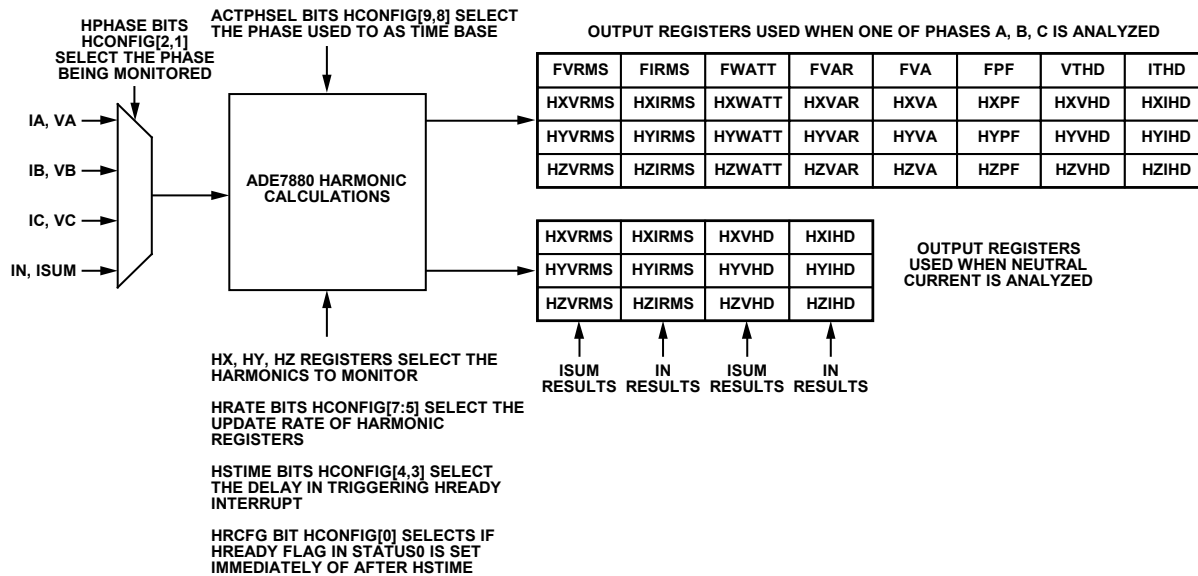 HPHASE BITS
HCONFIG[2,1]
SELECT THE PHASE
BEING MONITORED
ACTPHSEL BITS HCONFIG[9,8] SELECT
THE PHASE USED TO AS TIME BASE
IA, VA
IB, VB
IC, VC
IN, ISUM
ADE7880 HARMONIC
CALCULATIONS
OUTPUT REGISTERS USED WHEN ONE OF PHASES A, B, C IS ANALYZED
FVRMS FIRMS FWATT FVAR FVA FPF VTHD ITHD
HXVRMS HXIRMS HXWATT HXVAR HXVA HXPF HXVHD HXIHD
HYVRMS HYIRMS HYWATT HYVAR HYVA HYPF HYVHD HYIHD
HZVRMS HZIRMS HZWATT HZVAR HZVA HZPF HZVHD HZIHD
HXVRMS HXIRMS HXVHD HXIHD
HYVRMS HYIRMS HYVHD HYIHD
HZVRMS HZIRMS HZVHD HZIHD
OUTPUT REGISTERS
USED WHEN NEUTRAL
CURRENT IS ANALYZED
ISUM
RESULTS
IN
RESULTS
ISUM
RESULTS
IN
RESULTS
HX, HY, HZ REGISTERS SELECT THE
HARMONICS TO MONITOR
HRATE BITS HCONFIG[7:5] SELECT THE
UPDATE RATE OF HARMONIC
REGISTERS
HSTIME BITS HCONFIG[4,3] SELECT
THE DELAY IN TRIGGERING HREADY
INTERRUPT
HRCFG BIT HCONFIG[0] SELECTS IF
HREADY FLAG IN STATUS0 IS SET
IMMEDIATELY OF AFTER HSTIME